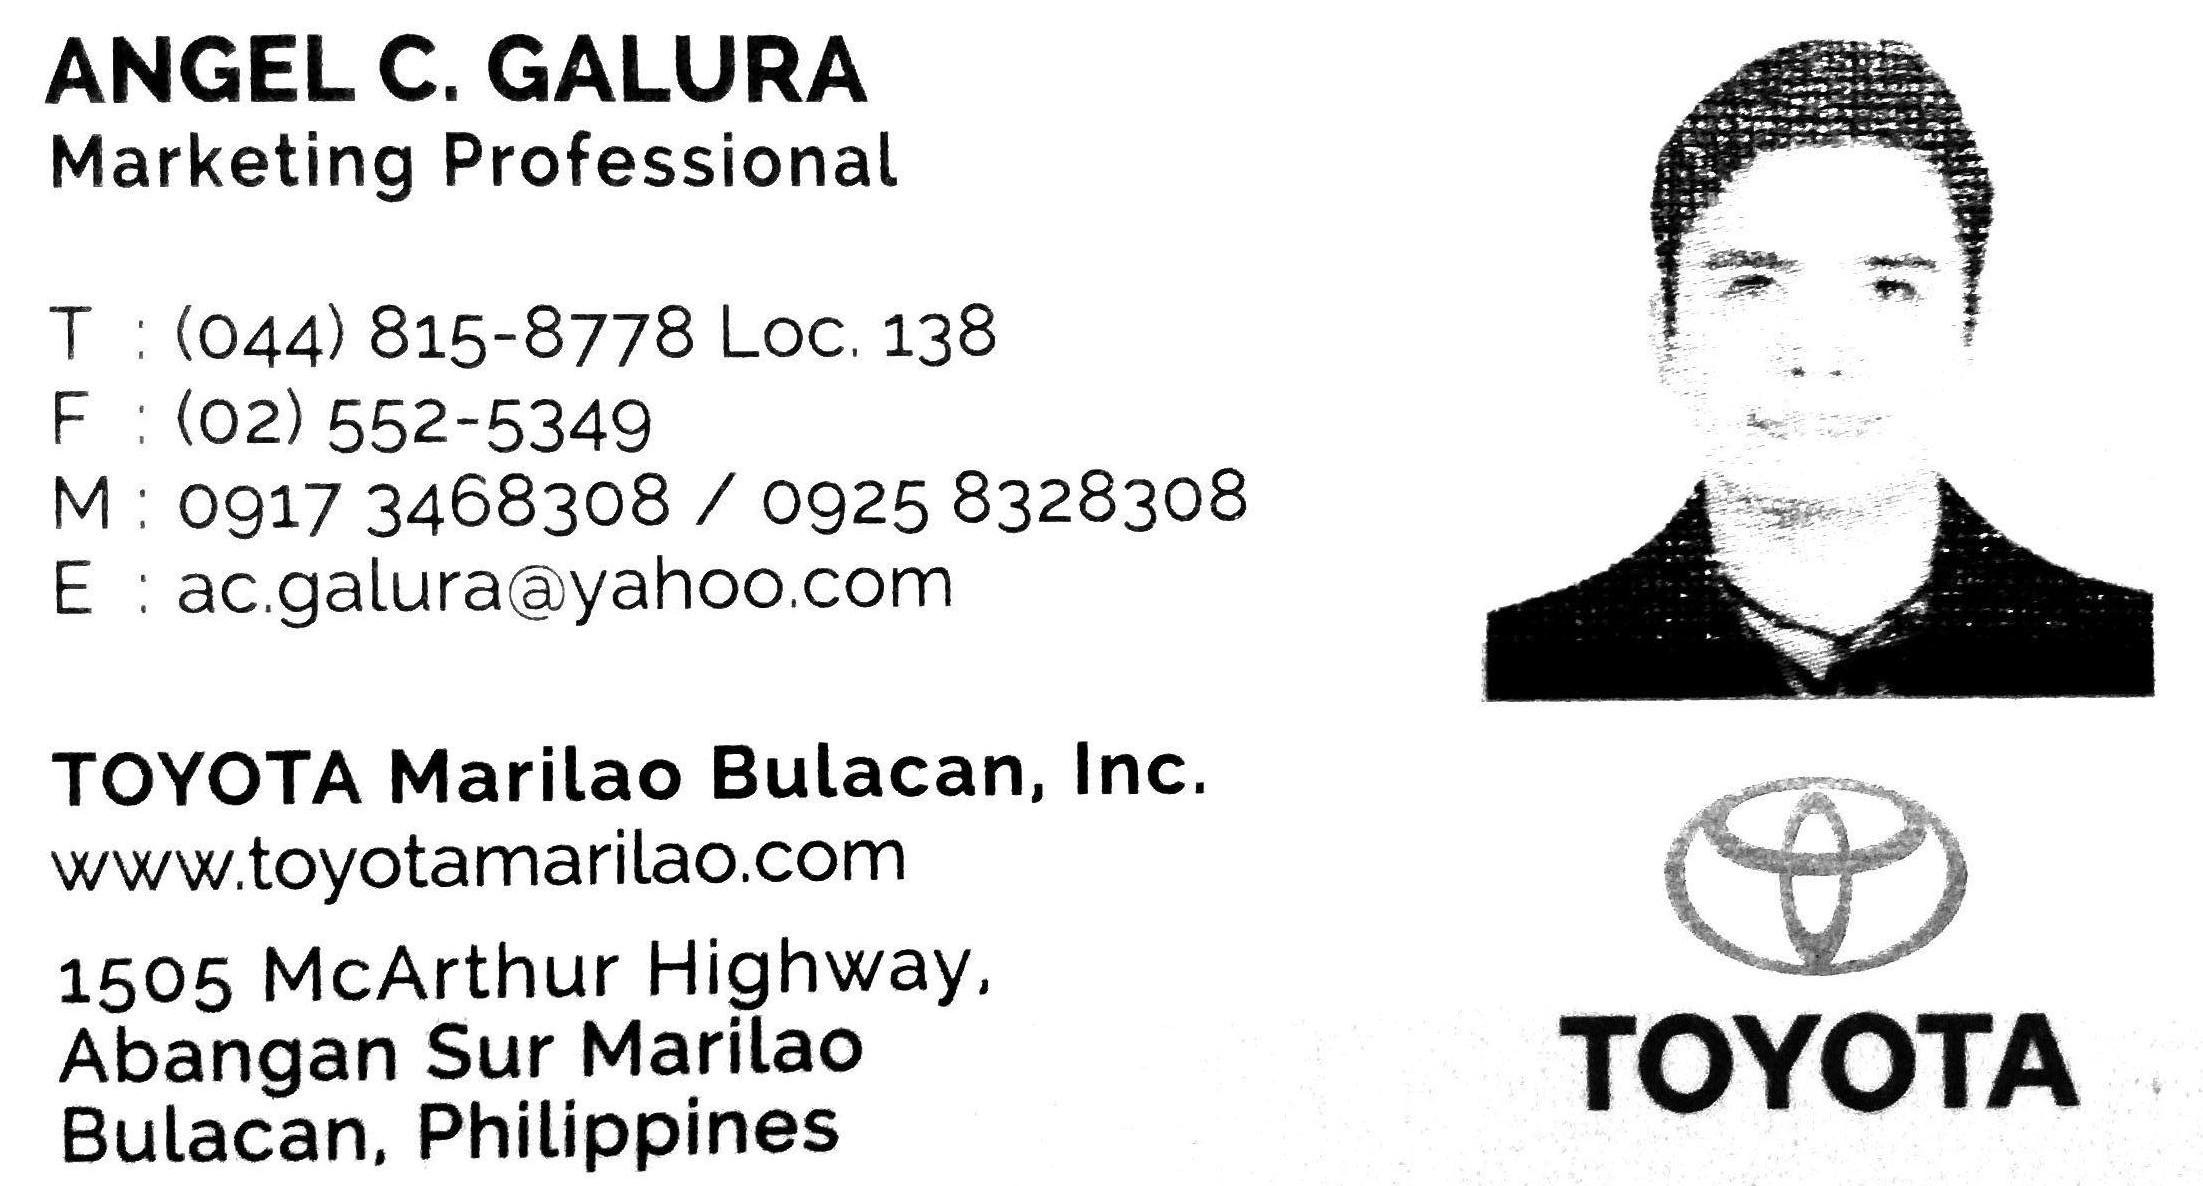 ANGEL C. GALURA
Marketing Professional
T : (044) 815-8778 Loc. 138
F : (02) 552-5349
M : 0917 3468308 / 0925 8328308
E : ac.galura@yahoo.com
TOYOTA Marilao Bulacan, Inc.
www.toyotamarilao.com
1505 McArthur Highway,
Abangan Sur Marilao
Bulacan, Philippines
TOYOTA